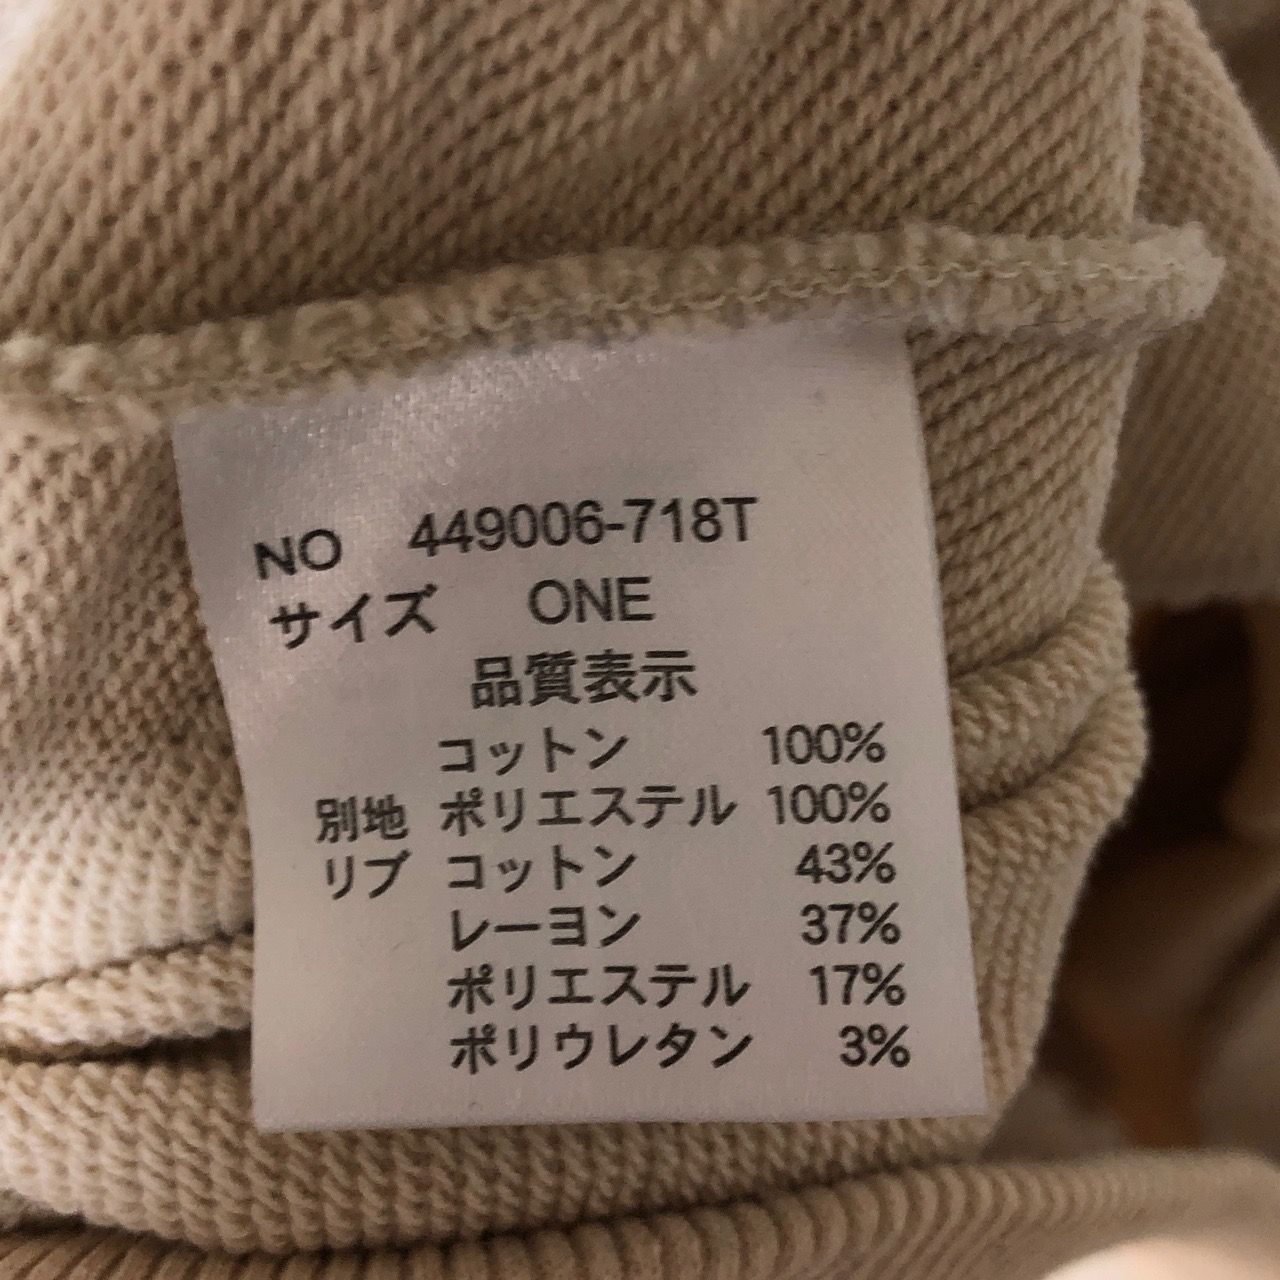 NO 449006-718T
サイズ ONE
品質表示
コットン 100%
別地 ポリエステル 100%
リブ コットン 43%
レーヨン 37%
ポリエステル 17%
ポリウレタン 3%